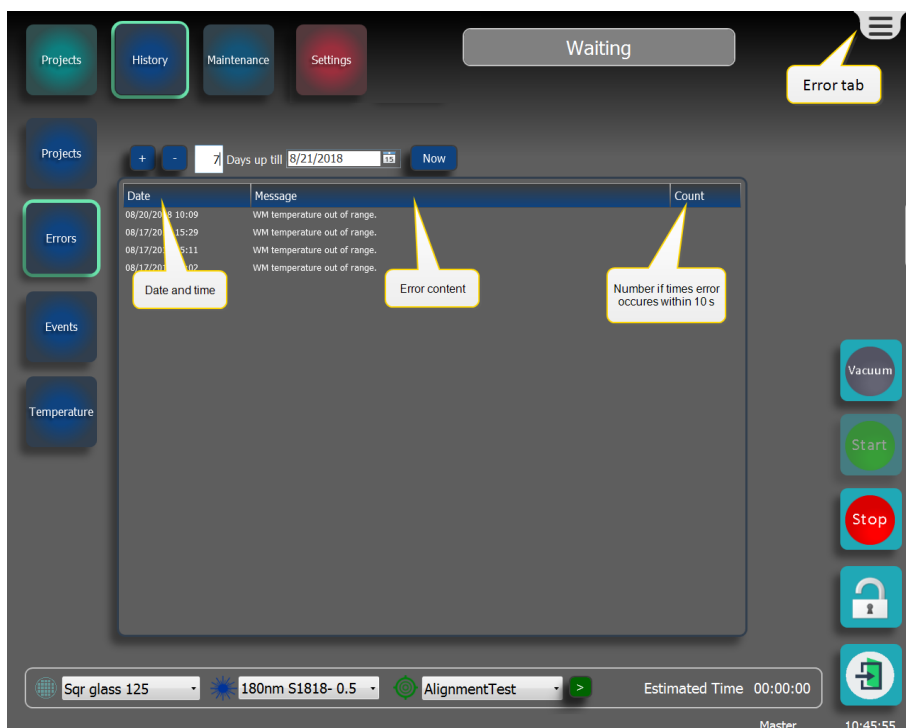 Projects
History
Maintenance
Settings
Waiting
Error tab
Projects
+ - 7 Days up till 8/21/2018 15 Now
Date Message Count
08/20/20 8 10:09 WM temperature out of range.
08/17/20 15:29 WM temperature out of range.
08/17/201 5:11 WM temperature out of range.
08/17/201 :02 WM temperature out of range.
Errors
Date and time
Error content
Number if times error
occures within 10 s
Events
Vacuum
Temperature
Start
Stop
Sqr glass 125
180nm S1818- 0.5
AlignmentTest
>
Estimated Time 00:00:00
Master 10:45:55